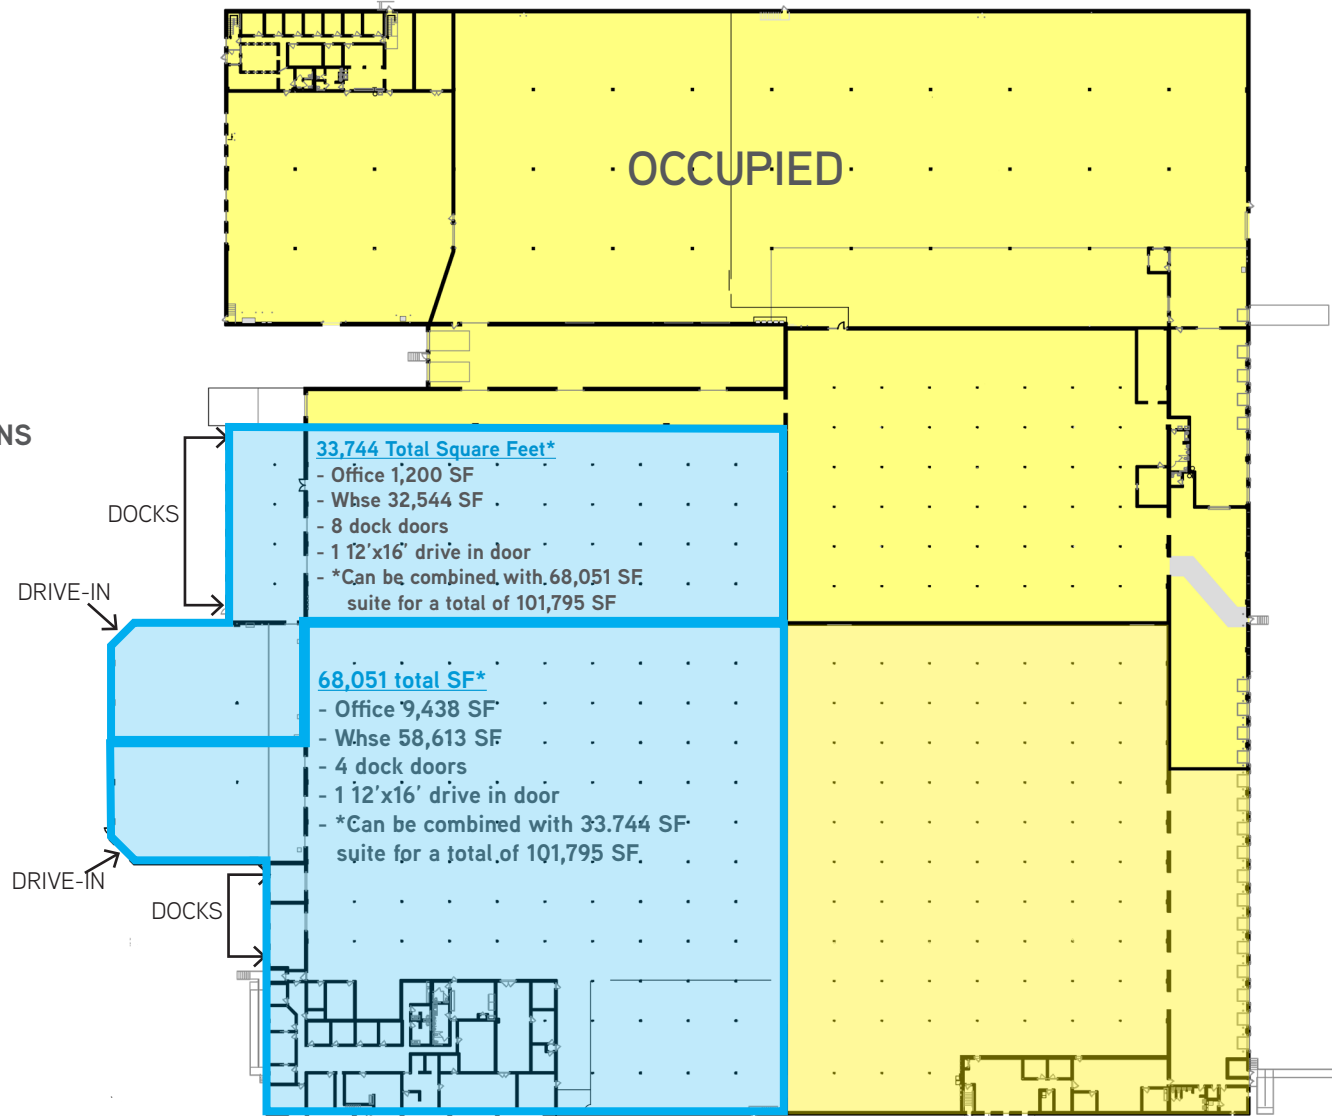 OCCUPIED
NS
33,744 Total Square Feet*
- Office 1,200 SF
- Whse 32,544 SF
- 8 dock doors
- 1 12'x16' drive in door
- *Can be combined with 68,051 SF
suite for a total of 101,795 SF
DOCKS
DRIVE-IN
68,051 total SF*
- Office 9,438 SF
- Whse 58,613 SF
- 4 dock doors
- 1 12'x16' drive in door
- *Can be combined with 33.744 SF
suite for a total of 101,795 SF
DRIVE-IN
DOCKS